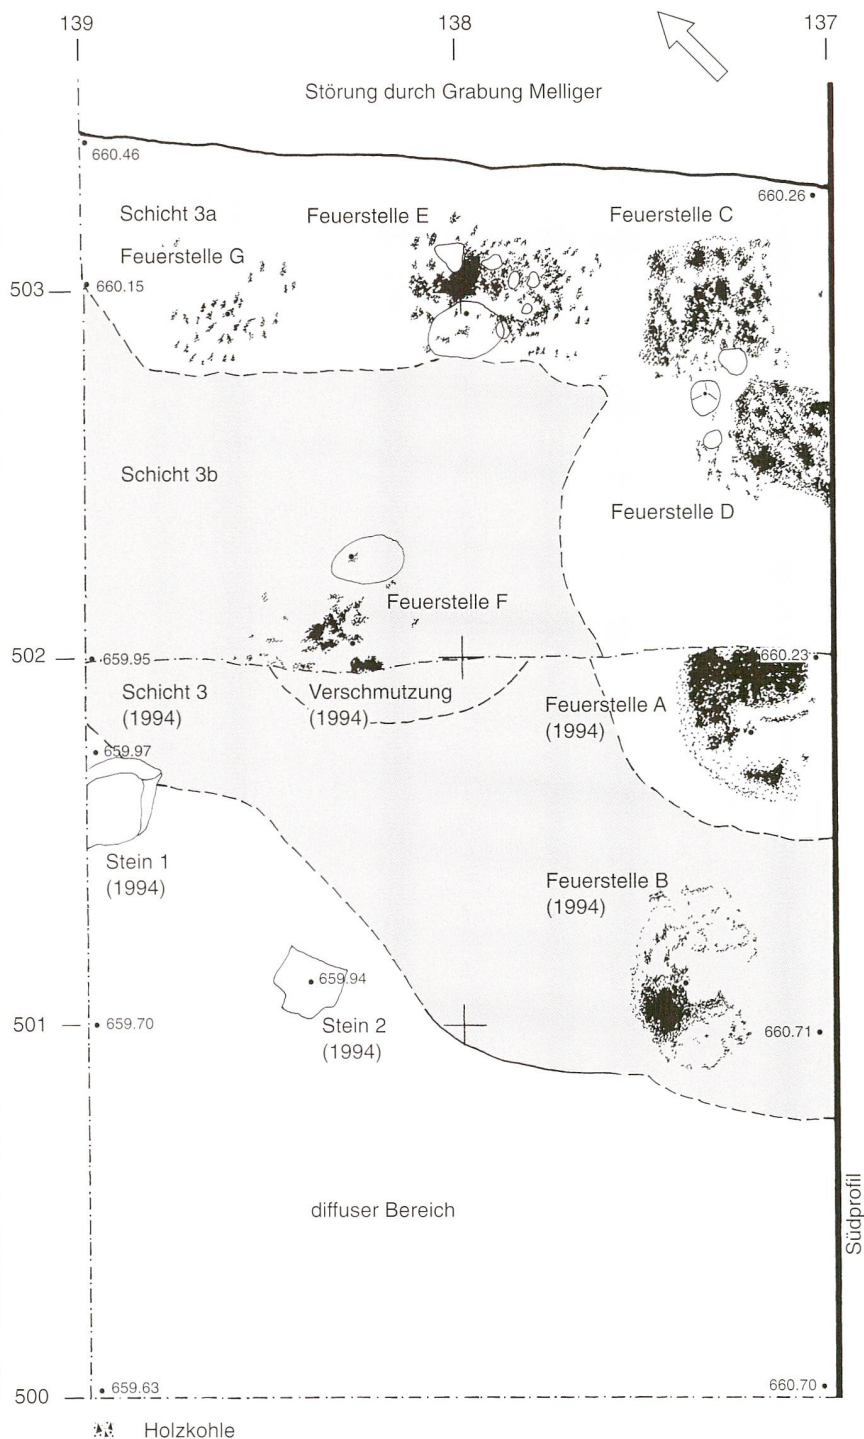 139
138
137
Störung durch Grabung Melliger
660.46
660.26
Schicht 3a
Feuerstelle E
Feuerstelle C
Feuerstelle G
503
660.15
Schicht 3b
Feuerstelle D
Feuerstelle F
502
659.95
660.23
Schicht 3
(1994)
Verschmutzung
(1994)
Feuerstelle A
(1994)
659.97
Stein 1
(1994)
Feuerstelle B
(1994)
659.94
Stein 2
(1994)
501
659.70
660.71
diffuser Bereich
Südprofil
500
659.63
660.70
Holzkohle